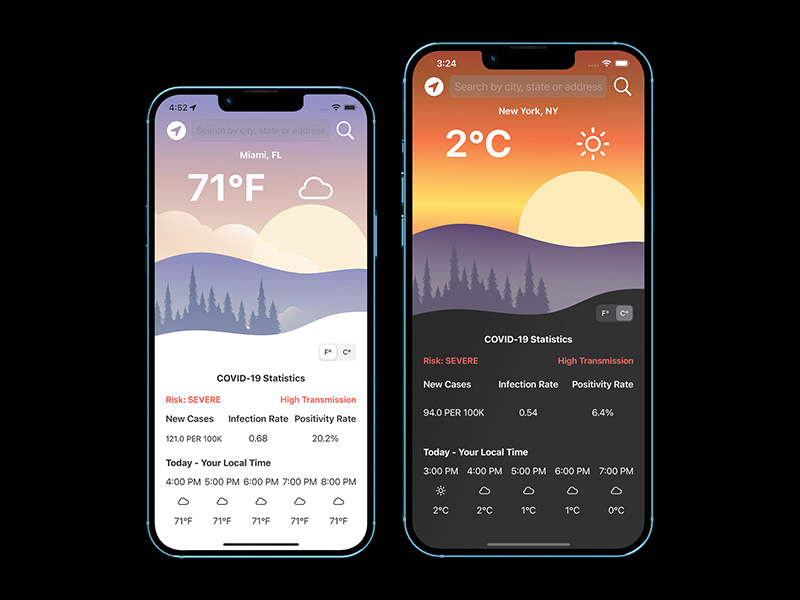 4:52
Search by city, state or address
Miami, FL
71°F
F° C°
COVID-19 Statistics
Risk: SEVERE High Transmission
New Cases Infection Rate Positivity Rate
121.0 PER 100K 0.68 20.2%
Today - Your Local Time
4:00 PM 5:00 PM 6:00 PM 7:00 PM 8:00 PM
71°F 71°F 71°F 71°F 71°F
3:24
Search by city, state or address
New York, NY
2°C
F° C°
COVID-19 Statistics
Risk: SEVERE High Transmission
New Cases Infection Rate Positivity Rate
94.0 PER 100K 0.54 6.4%
Today - Your Local Time
3:00 PM 4:00 PM 5:00 PM 6:00 PM 7:00 PM
2°C 2°C 1°C 1°C 0°C